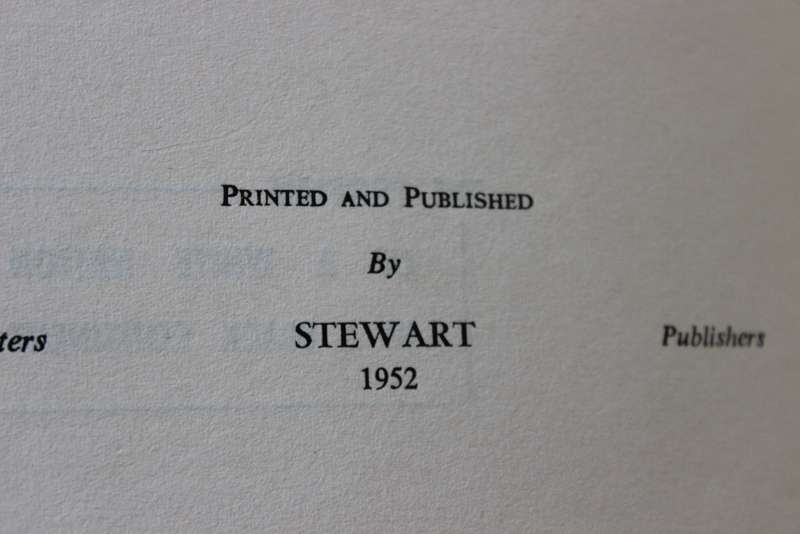 PRINTED AND PUBLISHED
By
ters STEWART Publishers
1952